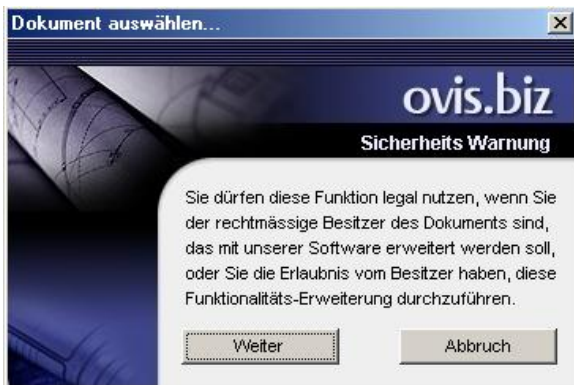 Dokument auswählen...
ovis.biz
Sicherheits Warnung
Sie dürfen diese Funktion legal nutzen, wenn Sie
der rechtmässige Besitzer des Dokuments sind,
das mit unserer Software erweitert werden soll,
oder Sie die Erlaubnis vom Besitzer haben, diese
Funktionalitäts-Erweiterung durchzuführen.
Weiter
Abbruch